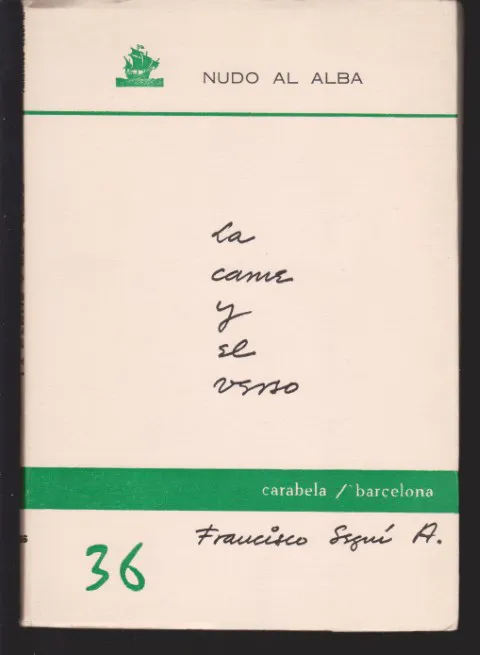 NUDO AL ALBA
La
carne
y
el
verso
carabela / barcelona
Francisco Seguí A.
36